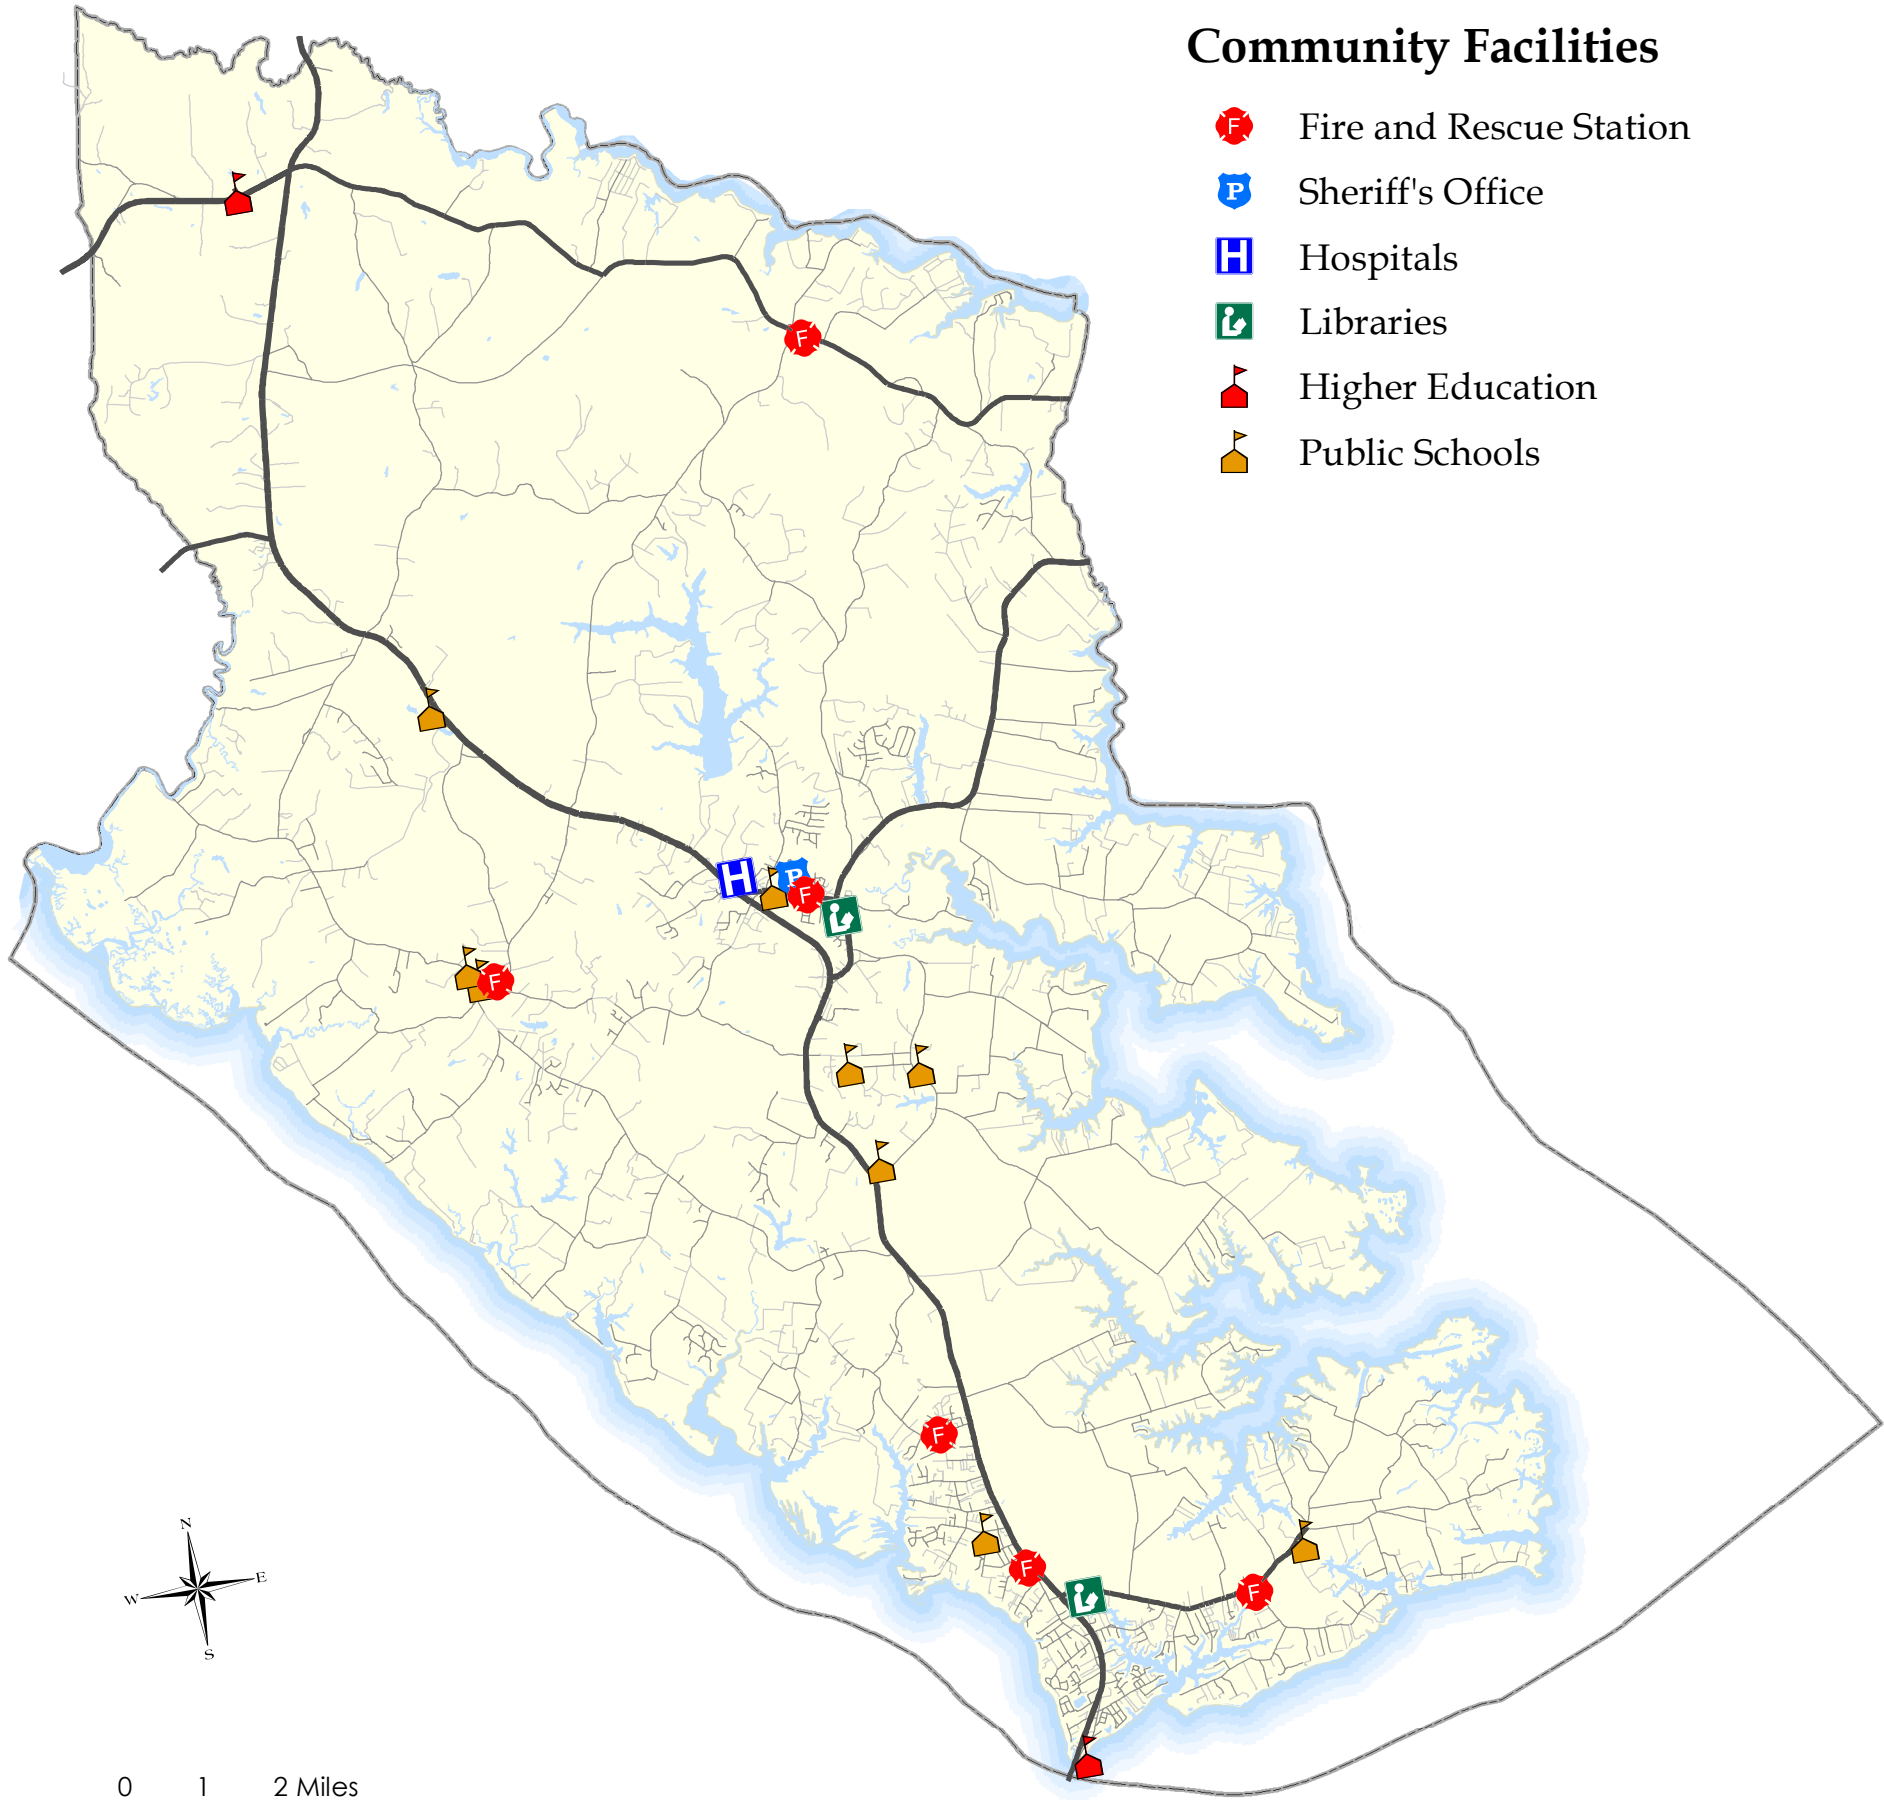 Community Facilities
F Fire and Rescue Station
P Sheriff's Office
H Hospitals
Libraries
Higher Education
Public Schools
F
H
P
F
F
F
F
F
N
W E
S
0 1 2 Miles